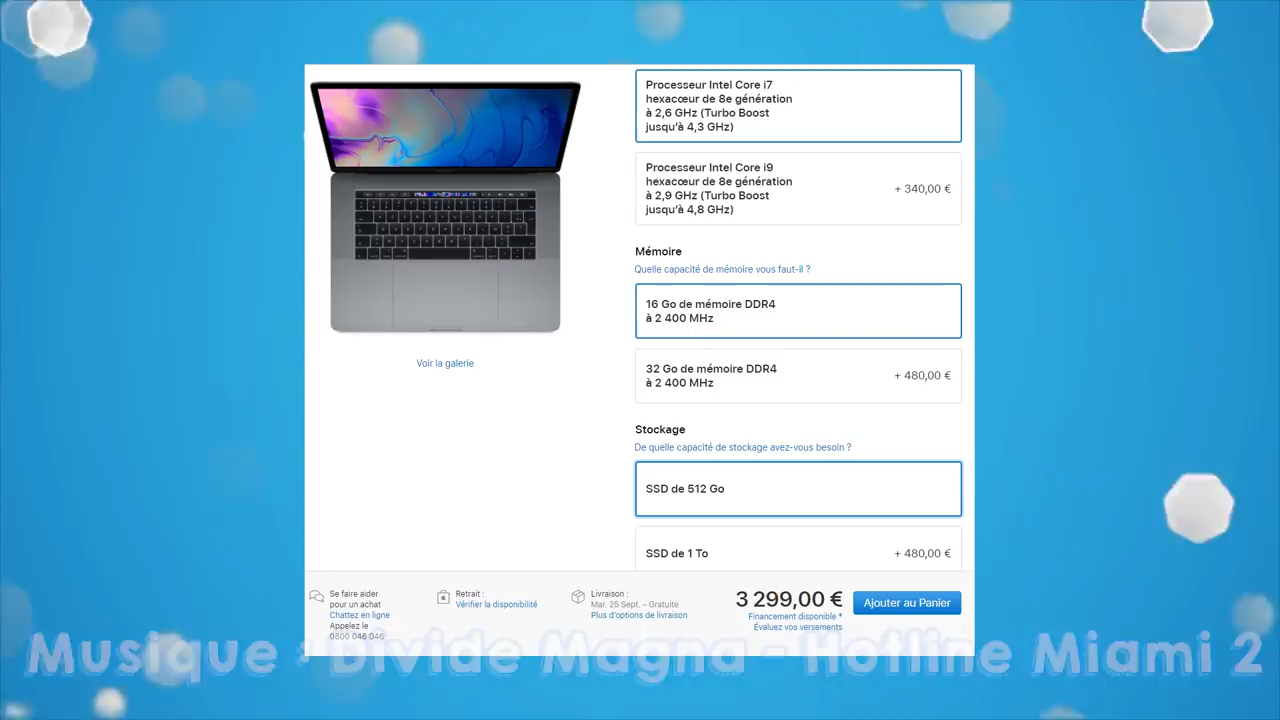 Processeur Intel Core i7
hexacœur de 8e génération
à 2,6 GHz (Turbo Boost
jusqu’à 4,3 GHz)
Processeur Intel Core i9
hexacœur de 8e génération
à 2,9 GHz (Turbo Boost
jusqu’à 4,8 GHz)
+ 340,00 €
Mémoire
Quelle capacité de mémoire vous faut-il ?
16 Go de mémoire DDR4
à 2 400 MHz
32 Go de mémoire DDR4
à 2 400 MHz
+ 480,00 €
Voir la galerie
Stockage
De quelle capacité de stockage avez-vous besoin ?
SSD de 512 Go
SSD de 1 To
+ 480,00 €
Se faire aider
pour un achat
Chattez en ligne
Appelez le
0800 046 046
Retrait :
Vérifier la disponibilité
Livraison :
Mar. 25 Sept. – Gratuite
Plus d'options de livraison
3 299,00 €
Financement disponible *
Évaluez vos versements
Ajouter au Panier
Musique : Divide Magna - Hotline Miami 2